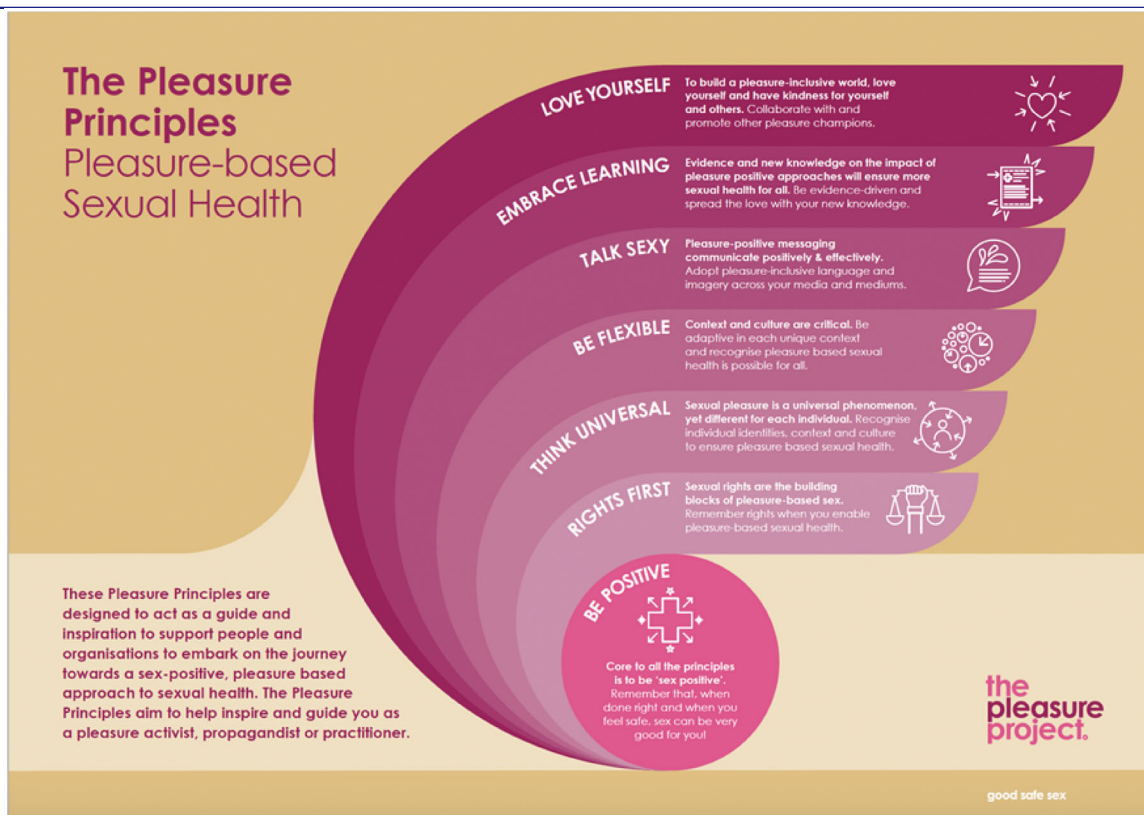 The Pleasure
Principles
Pleasure-based
Sexual Health
LOVE YOURSELF
To build a pleasure-inclusive world, love
yourself and have kindness for yourself
and others. Collaborate with and
promote other pleasure champions.
EMBRACE LEARNING
Evidence and new knowledge on the impact of
pleasure positive approaches will ensure more
sexual health for all. Be evidence-driven and
spread the love with your new knowledge.
TALK SEXY
Pleasure-positive messaging
communicate positively & effectively.
Adopt pleasure-inclusive language and
imagery across your media and mediums.
BE FLEXIBLE
Context and culture are critical. Be
adaptive in each unique context
and recognise pleasure based sexual
health is possible for all.
THINK UNIVERSAL
Sexual pleasure is a universal phenomenon,
yet different for each individual. Recognise
individual identities, context and culture
to ensure pleasure based sexual health.
RIGHTS FIRST
Sexual rights are the building
blocks of pleasure-based sex.
Remember rights when you enable
pleasure-based sexual health.
BE POSITIVE
Core to all the principles
is to be ‘sex positive’.
Remember that, when
done right and when you
feel safe, sex can be very
good for you!
These Pleasure Principles are
designed to act as a guide and
inspiration to support people and
organisations to embark on the journey
towards a sex-positive, pleasure based
approach to sexual health. The Pleasure
Principles aim to help inspire and guide you as
a pleasure activist, propagandist or practitioner.
the
pleasure
project.
good safe sex